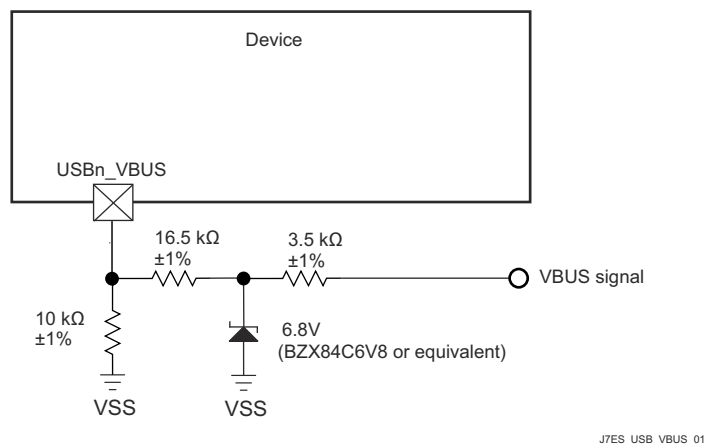 Device
USBn_VBUS
16.5 kΩ
±1%
3.5 kΩ
±1%
VBUS signal
10 kΩ
±1%
6.8V
(BZX84C6V8 or equivalent)
VSS
VSS
J7ES_USB_VBUS_01